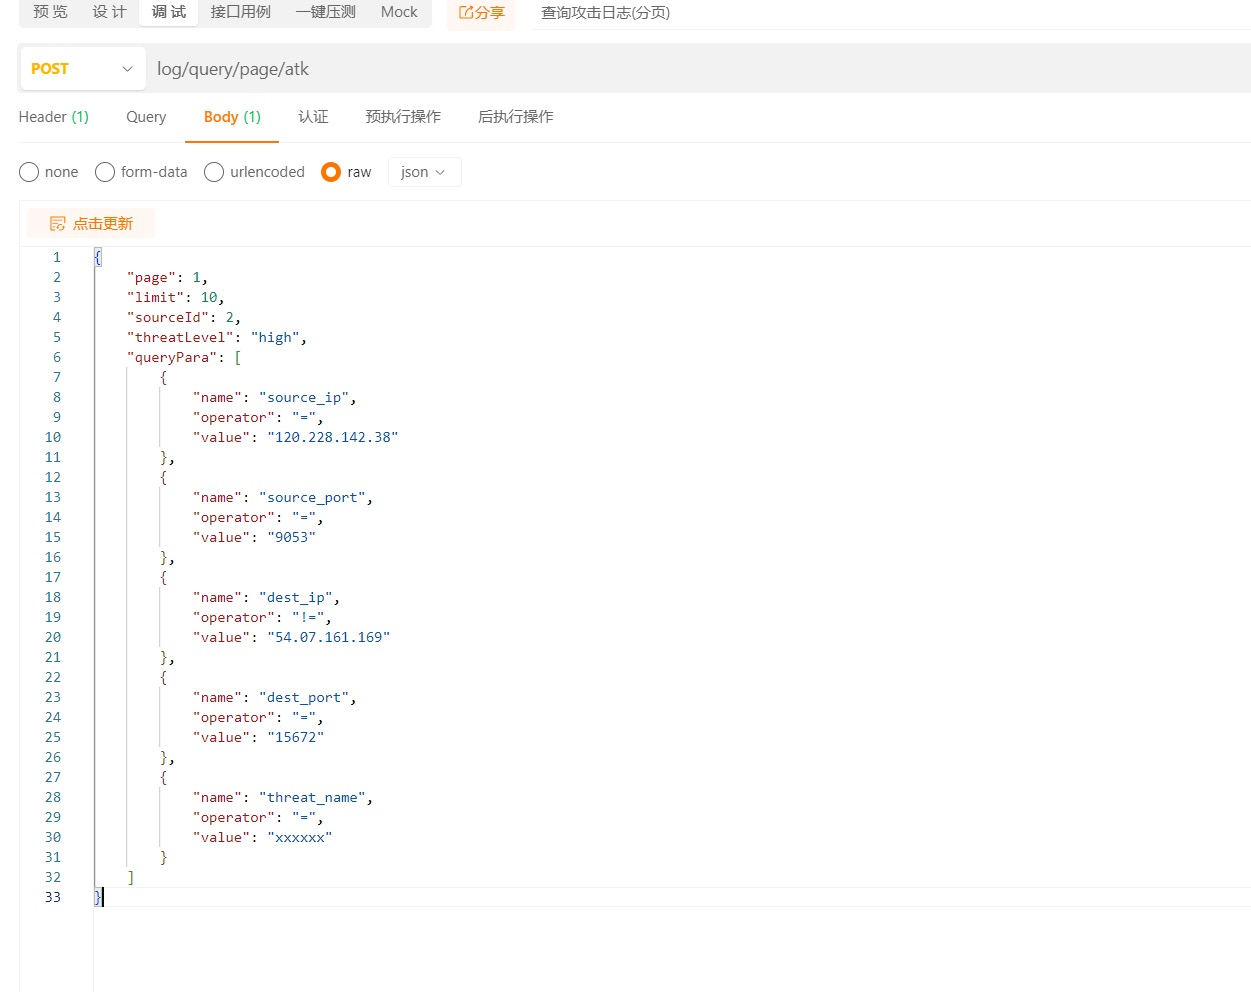 预 览 设 计 调 试 接口用例 一键压测 Mock 分享 查询攻击日志(分页)
POST log/query/page/atk
Header (1) Query Body (1) 认证 预执行操作 后执行操作
none form-data urlencoded raw json
点击更新
1 {
2 "page": 1,
3 "limit": 10,
4 "sourceId": 2,
5 "threatLevel": "high",
6 "queryPara": [
7 {
8 "name": "source_ip",
9 "operator": "=",
10 "value": "120.228.142.38"
11 },
12 {
13 "name": "source_port",
14 "operator": "=",
15 "value": "9053"
16 },
17 {
18 "name": "dest_ip",
19 "operator": "!=",
20 "value": "54.07.161.169"
21 },
22 {
23 "name": "dest_port",
24 "operator": "=",
25 "value": "15672"
26 },
27 {
28 "name": "threat_name",
29 "operator": "=",
30 "value": "xxxxxx"
31 }
32 ]
33 }